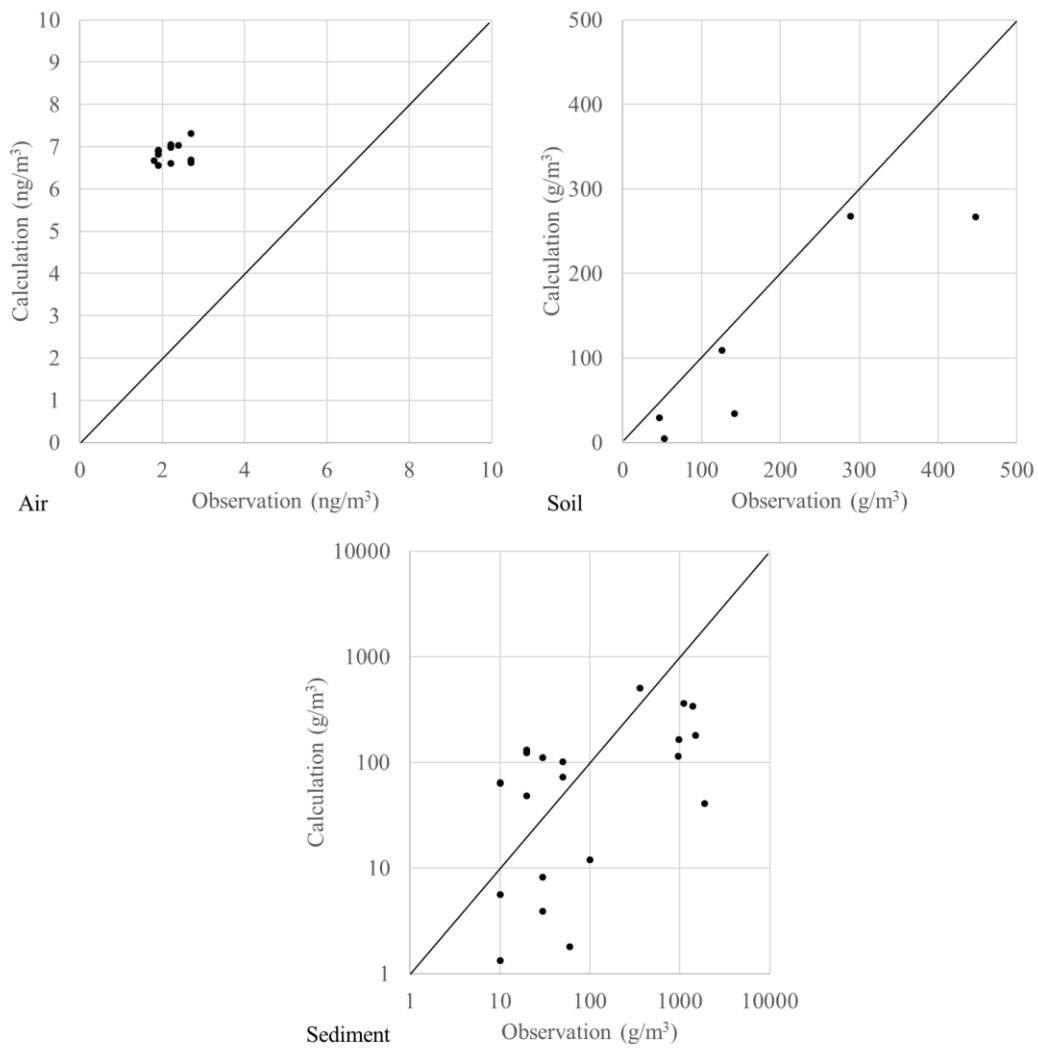 10
9
8
7
6
5
4
3
2
1
0
Calculation (ng/m³)
0 2 4 6 8 10
Observation (ng/m³)
Air
500
400
300
200
100
0
Calculation (g/m³)
0 100 200 300 400 500
Observation (g/m³)
Soil
10000
1000
100
10
1
Calculation (g/m³)
1 10 100 1000 10000
Observation (g/m³)
Sediment